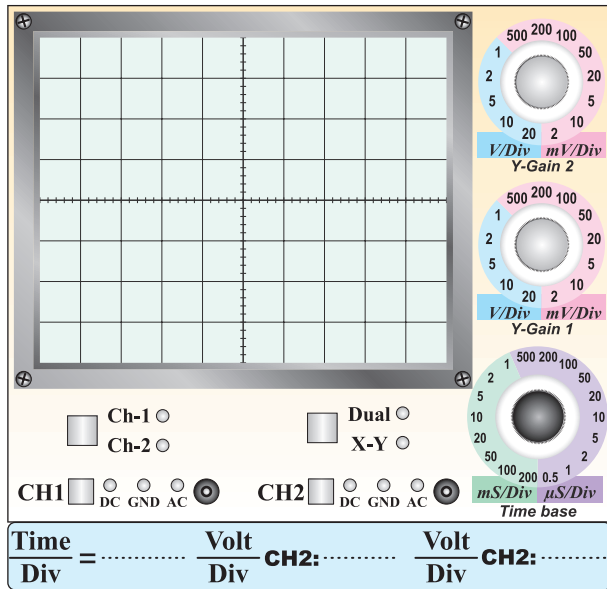 500 200 100 50 20 10 5 2 1 2 5 10 20
V/Div mV/Div
Y-Gain 2
500 200 100 50 20 10 5 2 1 2 5 10 20
V/Div mV/Div
Y-Gain 1
500 200 100 50 20 10 5 2 1 0.5 1 2 5 10 20 50 100 200
mS/Div µS/Div
Time base
Ch-1
Ch-2
Dual
X-Y
CH1
DC GND AC
CH2
DC GND AC
Time
Div
= ............
Volt
Div
CH2: ............
Volt
Div
CH2: ............